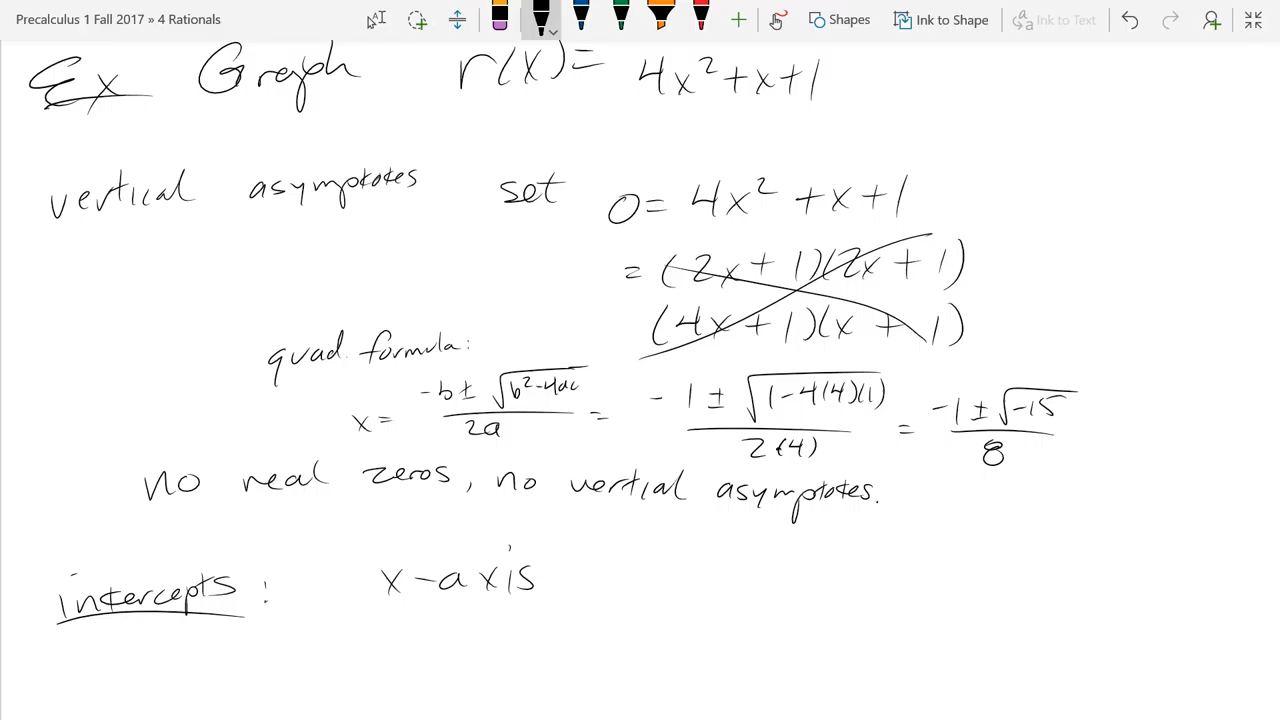 Precalculus 1 Fall 2017 » 4 Rationals
Shapes
Ink to Shape
Ink to Text
Ex Graph r(x) = 4x² + x + 1
vertical asymptotes set 0 = 4x² + x + 1
= (2x + 1)(2x + 1)
(4x + 1)(x + 1)
quad. formula:
x = -b ± √(b²-4ac) / 2a = -1 ± √(1-4(4)(1)) / 2(4) = -1 ± √-15 / 8
no real zeros, no vertical asymptotes.
intercepts: x-axis